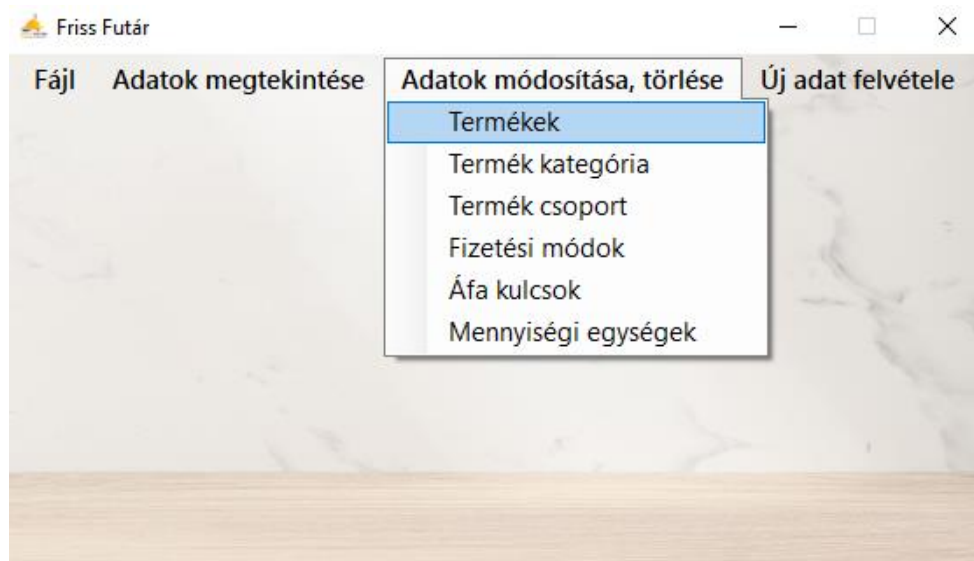 Friss Futár
Fájl Adatok megtekintése Adatok módosítása, törlése Új adat felvétele
Termékek
Termék kategória
Termék csoport
Fizetési módok
Áfa kulcsok
Mennyiségi egységek